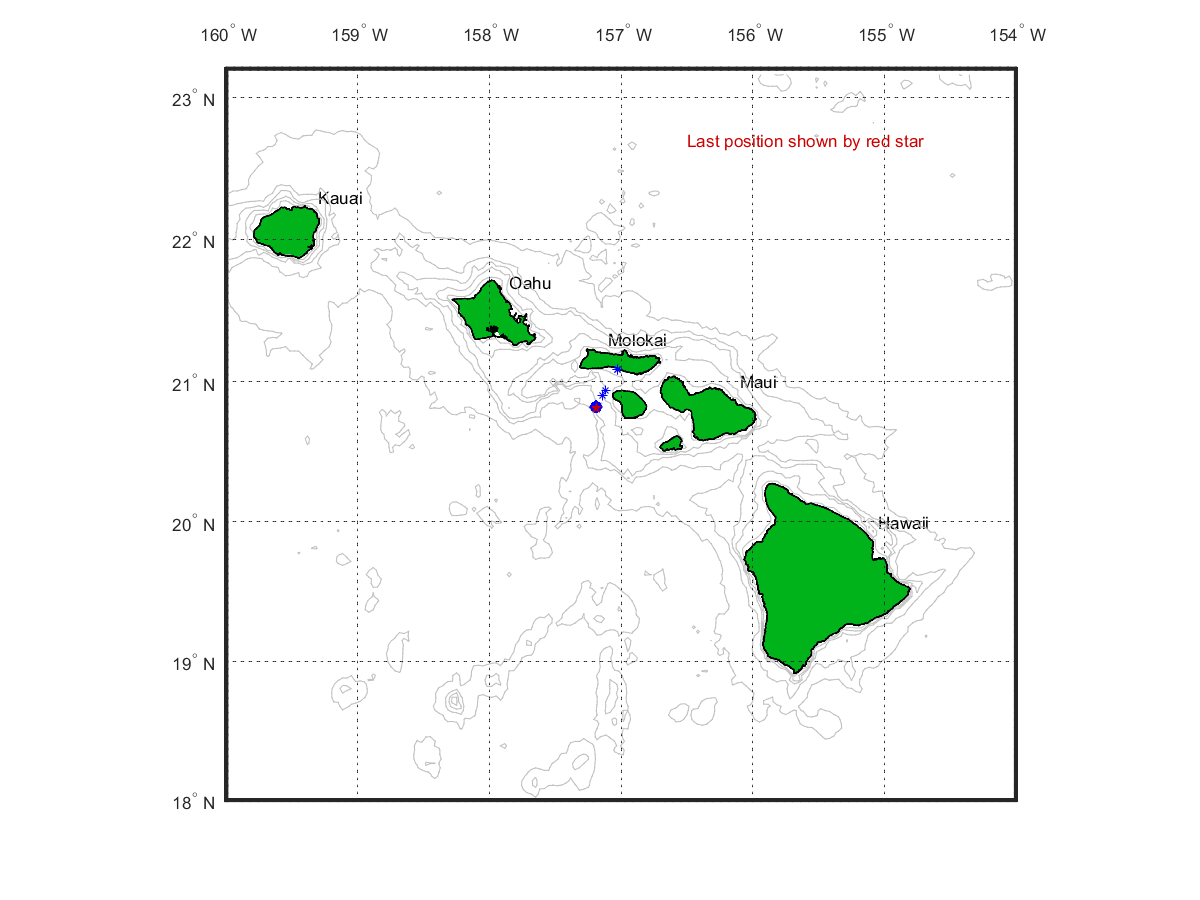 160° W 159° W 158° W 157° W 156° W 155° W 154° W
23° N
Last position shown by red star
Kauai
22° N
Oahu
Molokai
21° N
Maui
20° N
Hawaii
19° N
18° N